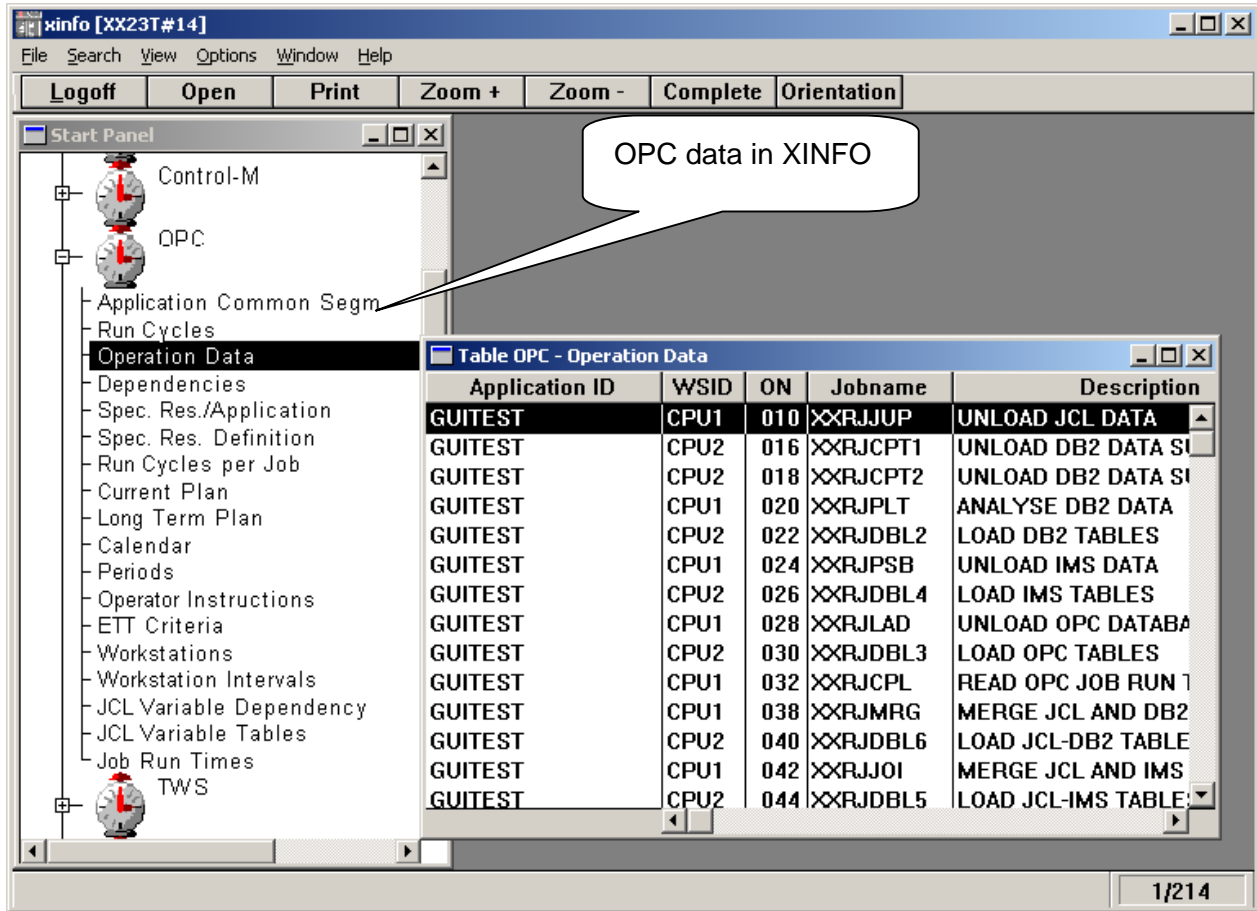 xinfo [XX23T#14]
File Search View Options Window Help
Logoff Open Print Zoom + Zoom - Complete Orientation
Start Panel
OPC data in XINFO
Control-M
OPC
Application Common Segm
Run Cycles
Operation Data
Dependencies
Spec. Res./Application
Spec. Res. Definition
Run Cycles per Job
Current Plan
Long Term Plan
Calendar
Periods
Operator Instructions
ETT Criteria
Workstations
Workstation Intervals
JCL Variable Dependency
JCL Variable Tables
Job Run Times
TWS
Table OPC - Operation Data
Application ID WSID ON Jobname Description
GUITEST CPU1 010 XXRJJUP UNLOAD JCL DATA
GUITEST CPU2 016 XXRJCPT1 UNLOAD DB2 DATA SU
GUITEST CPU2 018 XXRJCPT2 UNLOAD DB2 DATA SU
GUITEST CPU1 020 XXRJPLT ANALYSE DB2 DATA
GUITEST CPU2 022 XXRJDBL2 LOAD DB2 TABLES
GUITEST CPU1 024 XXRJPSB UNLOAD IMS DATA
GUITEST CPU2 026 XXRJDBL4 LOAD IMS TABLES
GUITEST CPU1 028 XXRJLAD UNLOAD OPC DATABA
GUITEST CPU2 030 XXRJDBL3 LOAD OPC TABLES
GUITEST CPU1 032 XXRJCPL READ OPC JOB RUN T
GUITEST CPU1 038 XXRJMRG MERGE JCL AND DB2
GUITEST CPU2 040 XXRJDBL6 LOAD JCL-DB2 TABLE
GUITEST CPU1 042 XXRJJOI MERGE JCL AND IMS
GUITEST CPU2 044 XXRJDBL5 LOAD JCL-IMS TABLE
1/214